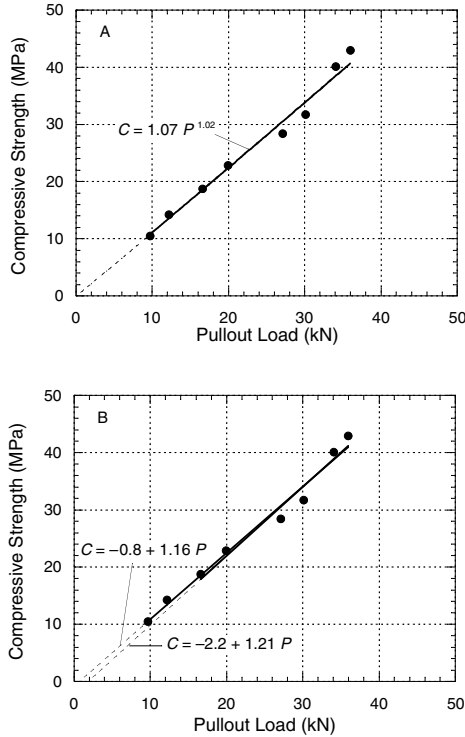 50
A
40
30
C = 1.07 P^1.02
20
10
0
Compressive Strength (MPa)
0 10 20 30 40 50
Pullout Load (kN)
50
B
40
30
C = −0.8 + 1.16 P
20
10
C = −2.2 + 1.21 P
0
Compressive Strength (MPa)
0 10 20 30 40 50
Pullout Load (kN)